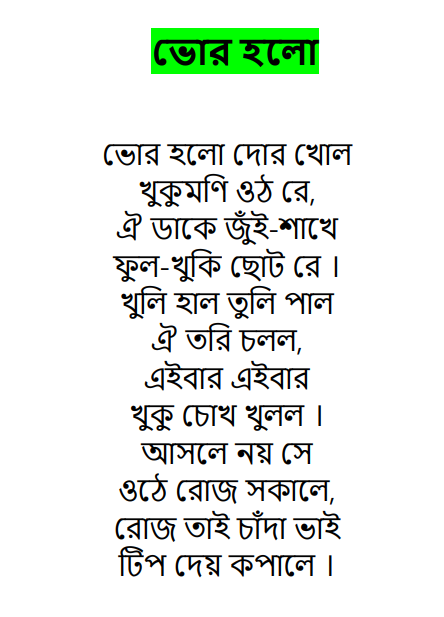 ভোর হলো
ভোর হলো দোর খোল
খুকুমণি ওঠ রে,
ঐ ডাকে জুঁই-শাখে
ফুল-খুকি ছোট রে ।
খুলি হাল তুলি পাল
ঐ তরি চলল,
এইবার এইবার
খুকু চোখ খুলল ।
আসলে নয় সে
ওঠে রোজ সকালে,
রোজ তাই চাঁদা ভাই
টিপ দেয় কপালে ।